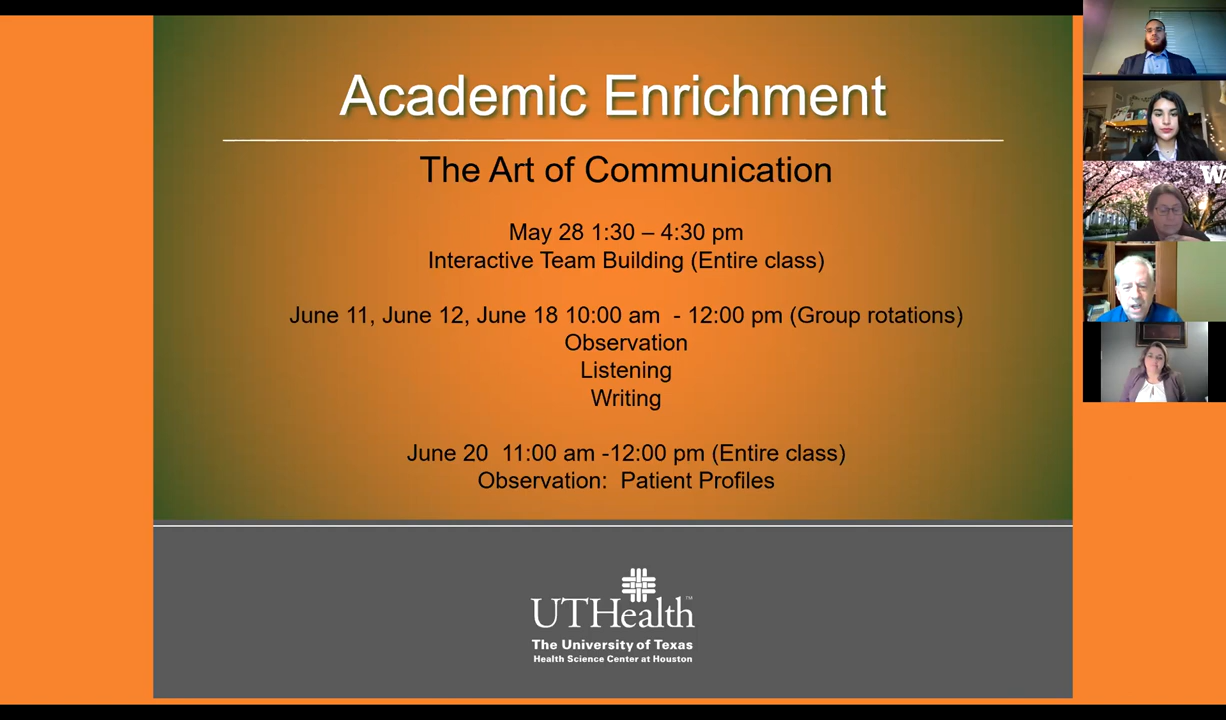 Academic Enrichment
The Art of Communication
May 28 1:30 – 4:30 pm
Interactive Team Building (Entire class)
June 11, June 12, June 18 10:00 am - 12:00 pm (Group rotations)
Observation
Listening
Writing
June 20 11:00 am -12:00 pm (Entire class)
Observation: Patient Profiles
UTHealth™
The University of Texas
Health Science Center at Houston
W